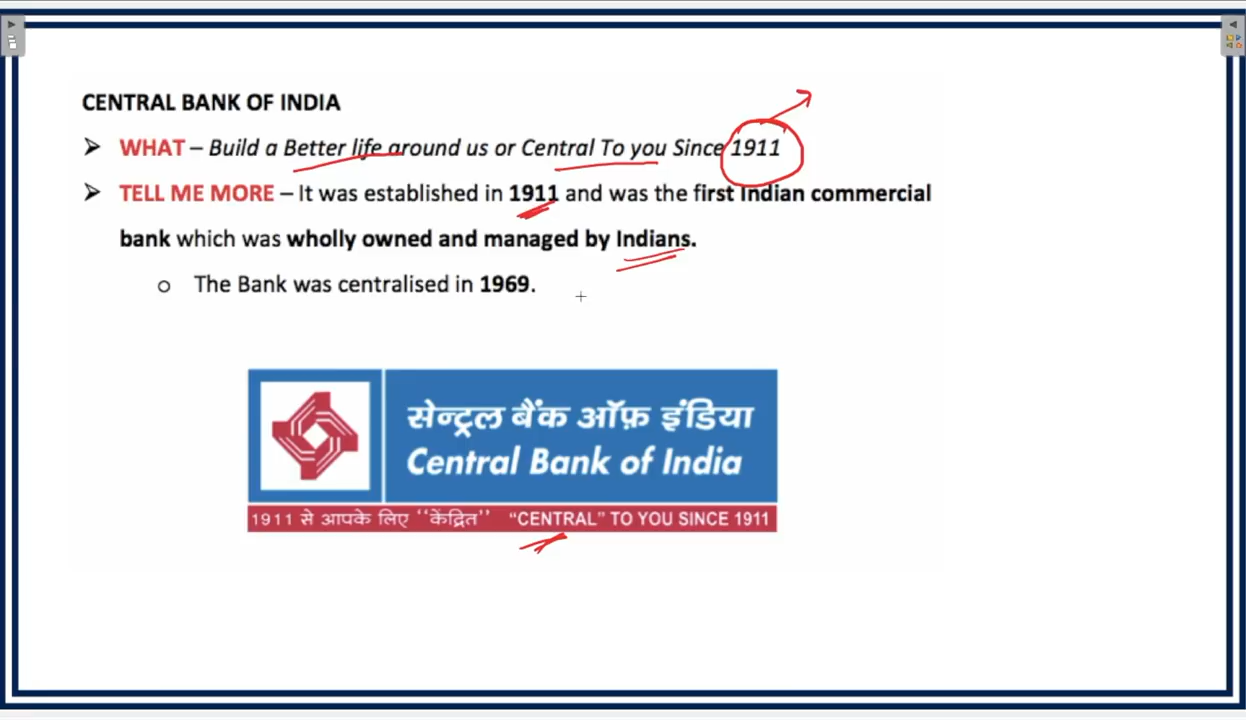 CENTRAL BANK OF INDIA
➤ WHAT – Build a Better life around us or Central To you Since 1911
➤ TELL ME MORE – It was established in 1911 and was the first Indian commercial
bank which was wholly owned and managed by Indians.
o The Bank was centralised in 1969.
सेन्ट्रल बैंक ऑफ़ इंडिया
Central Bank of India
1911 से आपके लिए ‘‘केंद्रित’’ “CENTRAL” TO YOU SINCE 1911